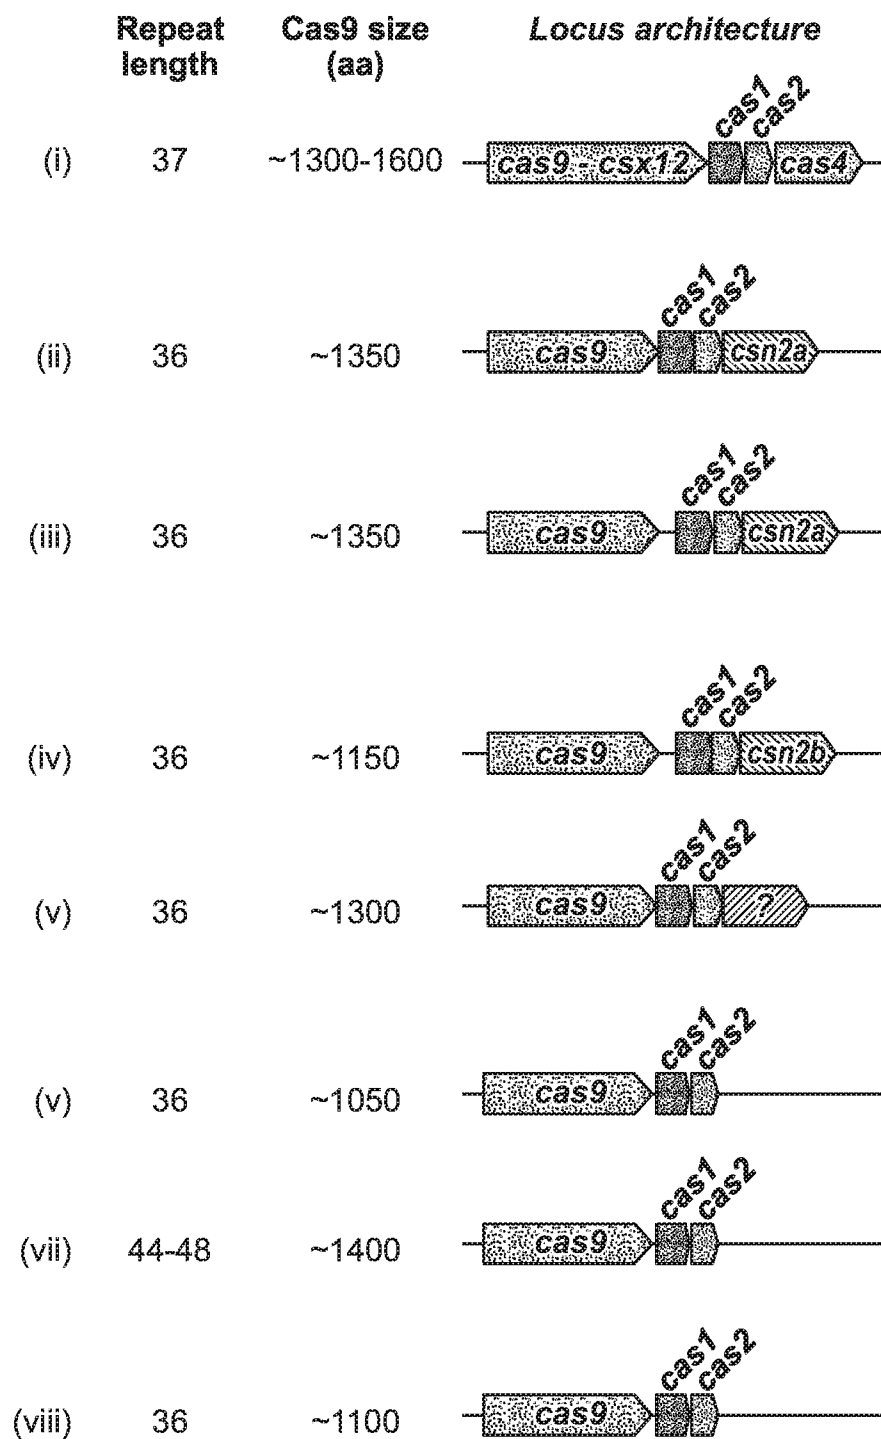 Repeat length Cas9 size (aa) Locus architecture
cas1 cas2
(i) 37 ~1300-1600 cas9 - csx12 cas4
cas1 cas2
(ii) 36 ~1350 cas9 csn2a
cas1 cas2
(iii) 36 ~1350 cas9 csn2a
cas1 cas2
(iv) 36 ~1150 cas9 csn2b
cas1 cas2
(v) 36 ~1300 cas9 ?
cas1 cas2
(v) 36 ~1050 cas9
cas1 cas2
(vii) 44-48 ~1400 cas9
cas1 cas2
(viii) 36 ~1100 cas9